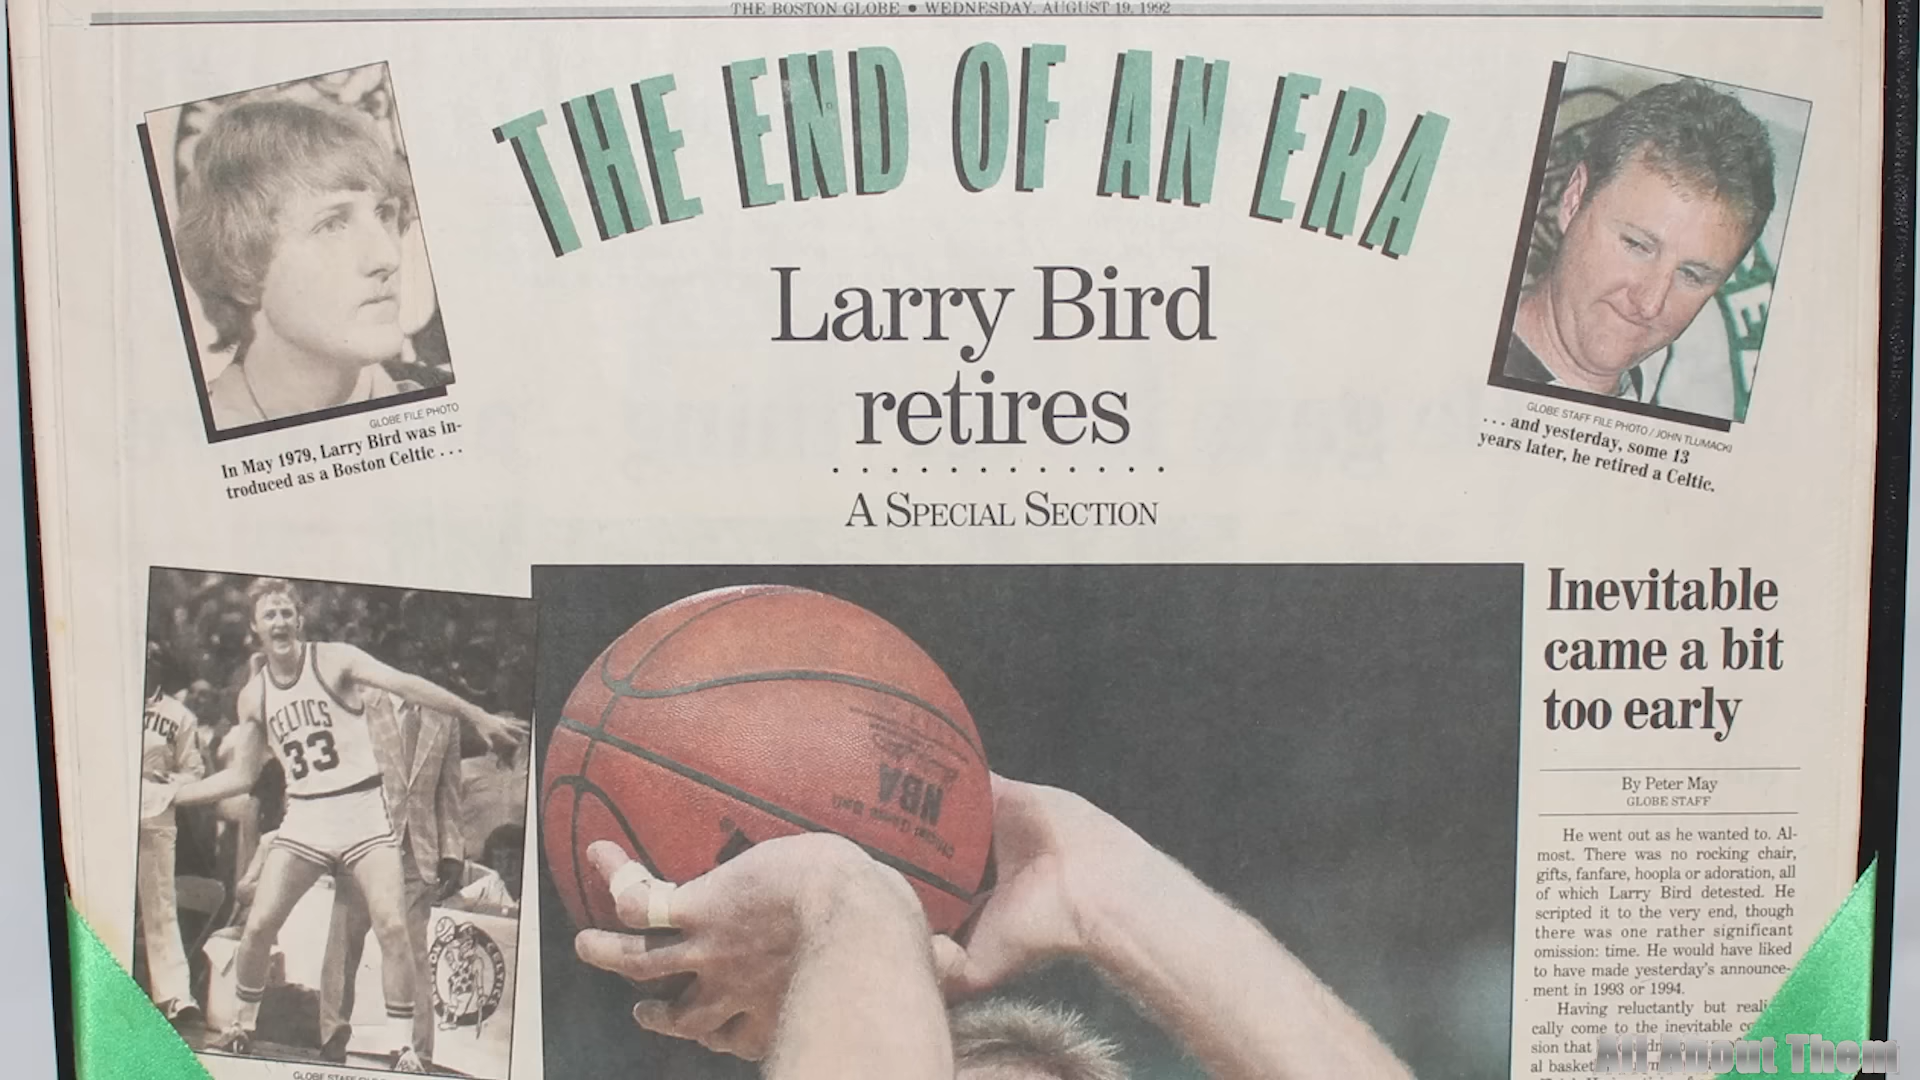 THE BOSTON GLOBE • WEDNESDAY, AUGUST 19, 1992
THE END OF AN ERA
Larry Bird
retires
A SPECIAL SECTION
GLOBE FILE PHOTO
In May 1979, Larry Bird was in-
troduced as a Boston Celtic . . .
GLOBE STAFF FILE PHOTO / JOHN TLUMACKI
. . . and yesterday, some 13
years later, he retired a Celtic.
TICS
CELTICS
33
CELTICS
GLOBE STAFF
NBA
Inevitable
came a bit
too early
By Peter May
GLOBE STAFF
He went out as he wanted to. Al-
most. There was no rocking chair,
gifts, fanfare, hoopla or adoration, all
of which Larry Bird detested. He
scripted it to the very end, though
there was one rather significant
omission: time. He would have liked
to have made yesterday's announce-
ment in 1993 or 1994.
Having reluctantly but reali
cally come to the inevitable
sion that
al basket
All About Them